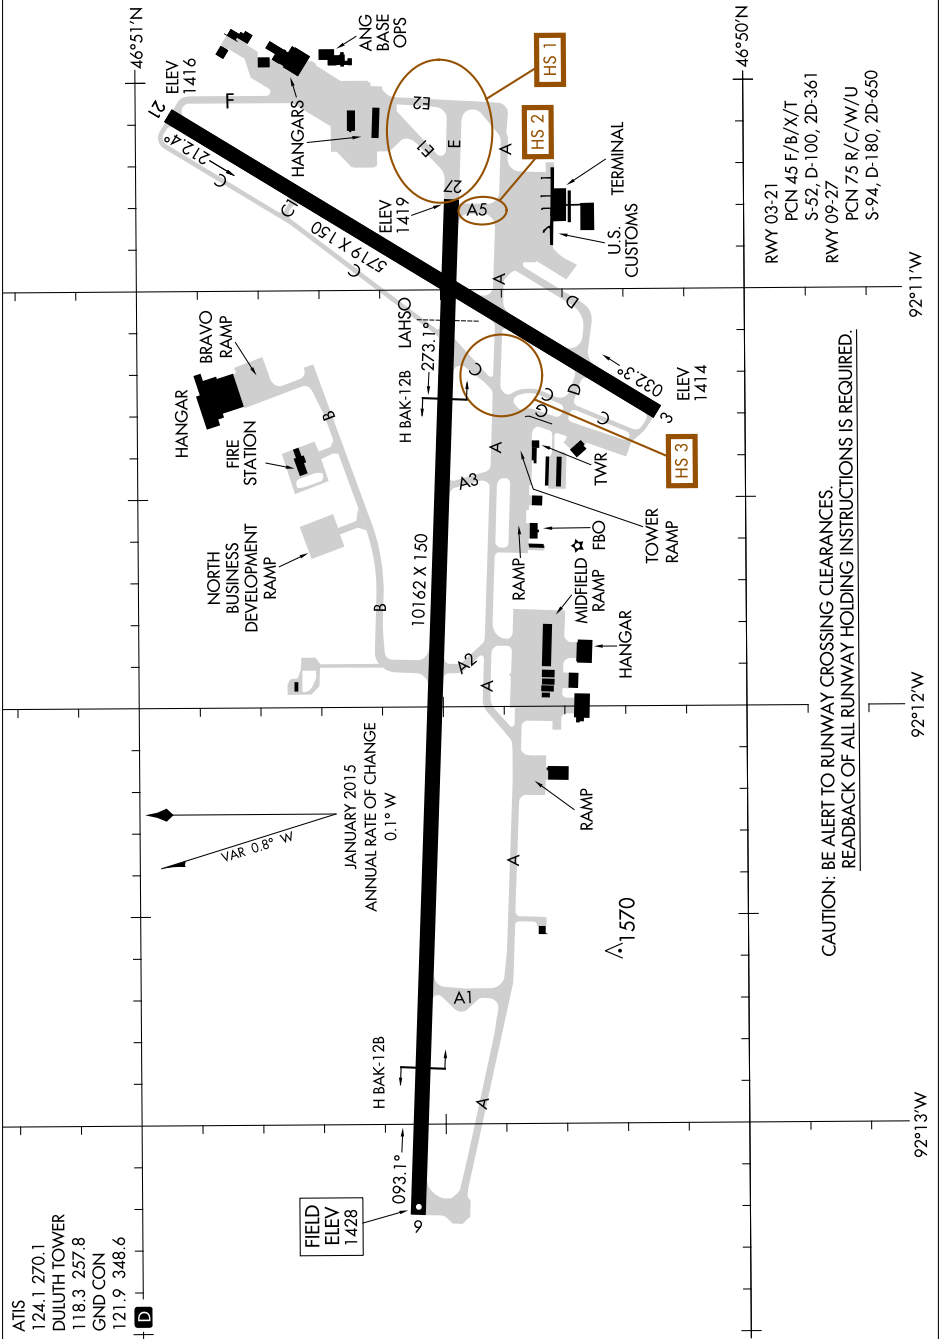 ATIS
124.1 270.1
DULUTH TOWER
118.3 257.8
GND CON
121.9 348.6
D
FIELD
ELEV
1428
9
093.1°
H BAK-12B
A
A1
A
1570
VAR 0.8° W
JANUARY 2015
ANNUAL RATE OF CHANGE
0.1° W
RAMP
A
A2
B
10162 X 150
HANGAR
MIDFIELD
RAMP
NORTH
BUSINESS
DEVELOPMENT
RAMP
FIRE
STATION
HANGAR
BRAVO
RAMP
B
A3
RAMP
FBO
TOWER
RAMP
TWR
A
H BAK-12B
273.1°
LAHSO
C
G
C
C
D
D
HS 3
3
032.3°
ELEV
1414
A
5719 X 150
C
C1
C
212.4°
21
ELEV
1416
F
HANGARS
ANG
BASE
OPS
ELEV
1419
27
E
E1
E2
HS 1
A5
HS 2
A
U.S.
CUSTOMS
TERMINAL
46°51'N
46°50'N
92°11'W
92°12'W
92°13'W
RWY 03-21
PCN 45 F/B/X/T
S-52, D-100, 2D-361
RWY 09-27
PCN 75 R/C/W/U
S-94, D-180, 2D-650
CAUTION: BE ALERT TO RUNWAY CROSSING CLEARANCES.
READBACK OF ALL RUNWAY HOLDING INSTRUCTIONS IS REQUIRED.